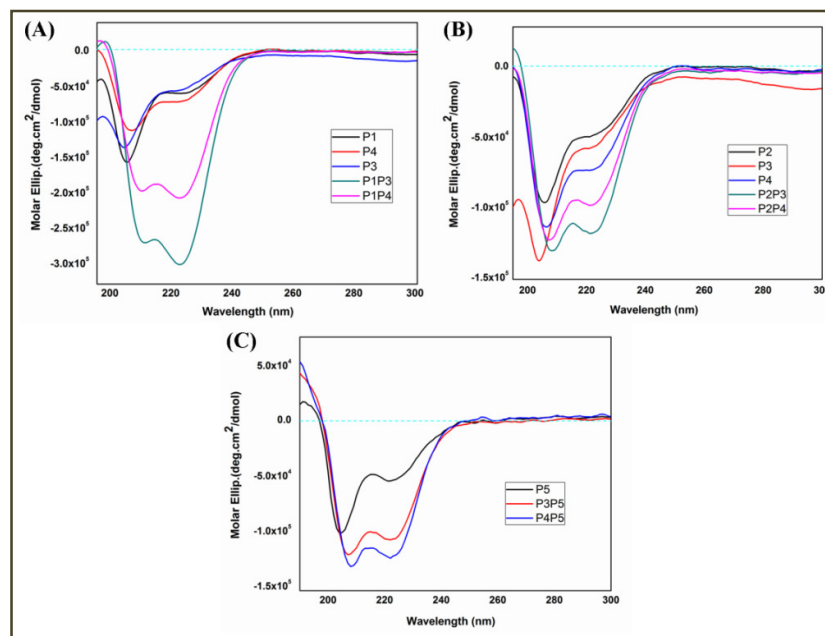 (A)
0.0
-5.0x10⁴
-1.0x10⁵
-1.5x10⁵
-2.0x10⁵
-2.5x10⁵
-3.0x10⁵
Molar Ellip.(deg.cm²/dmol)
P1
P4
P3
P1P3
P1P4
200 220 240 260 280 300
Wavelength (nm)
(B)
0.0
-5.0x10⁴
-1.0x10⁵
-1.5x10⁵
Molar Ellip.(deg.cm²/dmol)
P2
P3
P4
P2P3
P2P4
200 220 240 260 280 300
Wavelength (nm)
(C)
5.0x10⁴
0.0
-5.0x10⁴
-1.0x10⁵
-1.5x10⁵
Molar Ellip.(deg.cm²/dmol)
P5
P3P5
P4P5
200 220 240 260 280 300
Wavelength (nm)